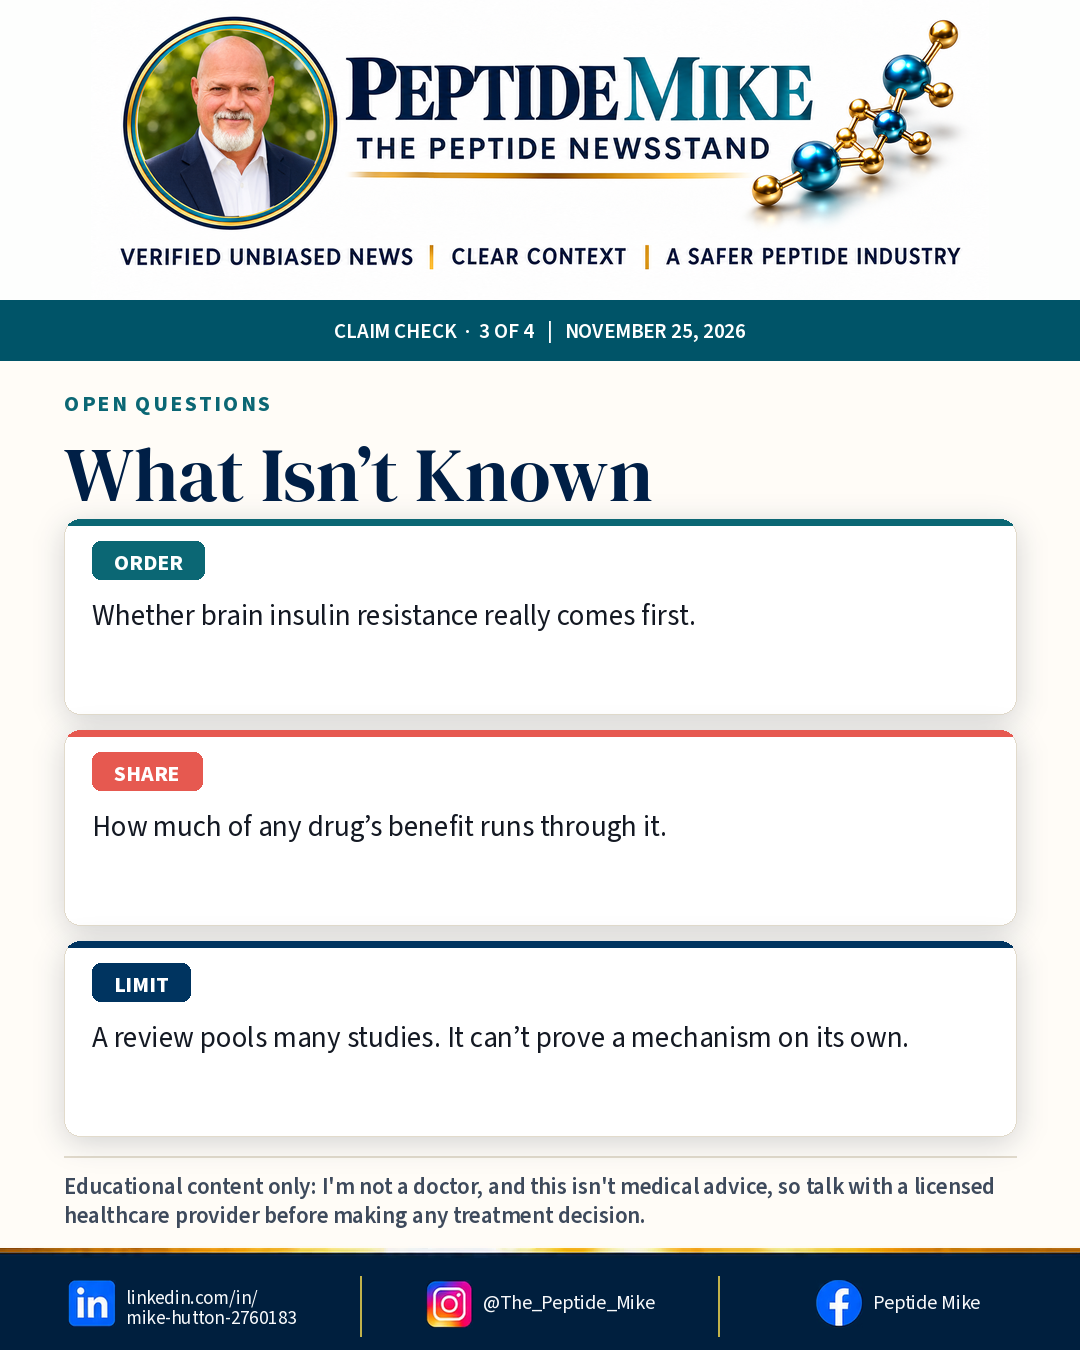 PEPTIDEMIKE
THE PEPTIDE NEWSSTAND
VERIFIED UNBIASED NEWS | CLEAR CONTEXT | A SAFER PEPTIDE INDUSTRY
CLAIM CHECK · 3 OF 4 | NOVEMBER 25, 2026
OPEN QUESTIONS
What Isn’t Known
ORDER
Whether brain insulin resistance really comes first.
SHARE
How much of any drug’s benefit runs through it.
LIMIT
A review pools many studies. It can’t prove a mechanism on its own.
Educational content only: I'm not a doctor, and this isn't medical advice, so talk with a licensed
healthcare provider before making any treatment decision.
linkedin.com/in/
mike-hutton-2760183
@The_Peptide_Mike
Peptide Mike